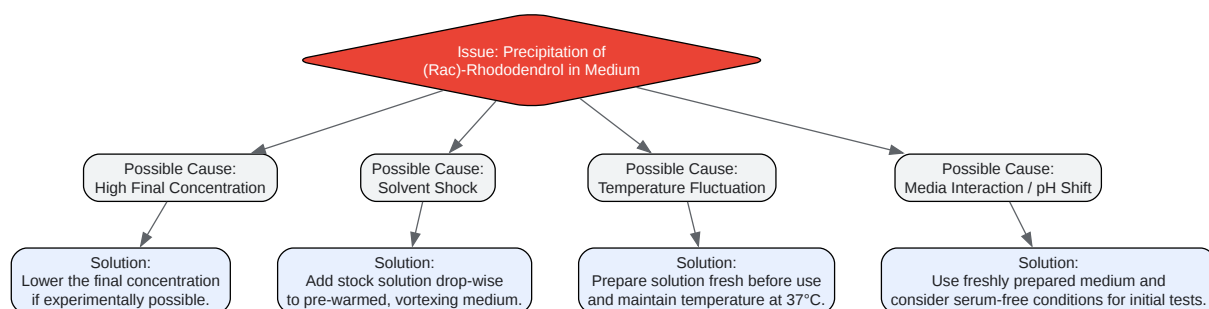 Issue: Precipitation of
(Rac)-Rhododendrol in Medium
Possible Cause:
High Final Concentration
Possible Cause:
Solvent Shock
Possible Cause:
Temperature Fluctuation
Possible Cause:
Media Interaction / pH Shift
Solution:
Lower the final concentration
if experimentally possible.
Solution:
Add stock solution drop-wise
to pre-warmed, vortexing medium.
Solution:
Prepare solution fresh before use
and maintain temperature at 37°C.
Solution:
Use freshly prepared medium and
consider serum-free conditions for initial tests.